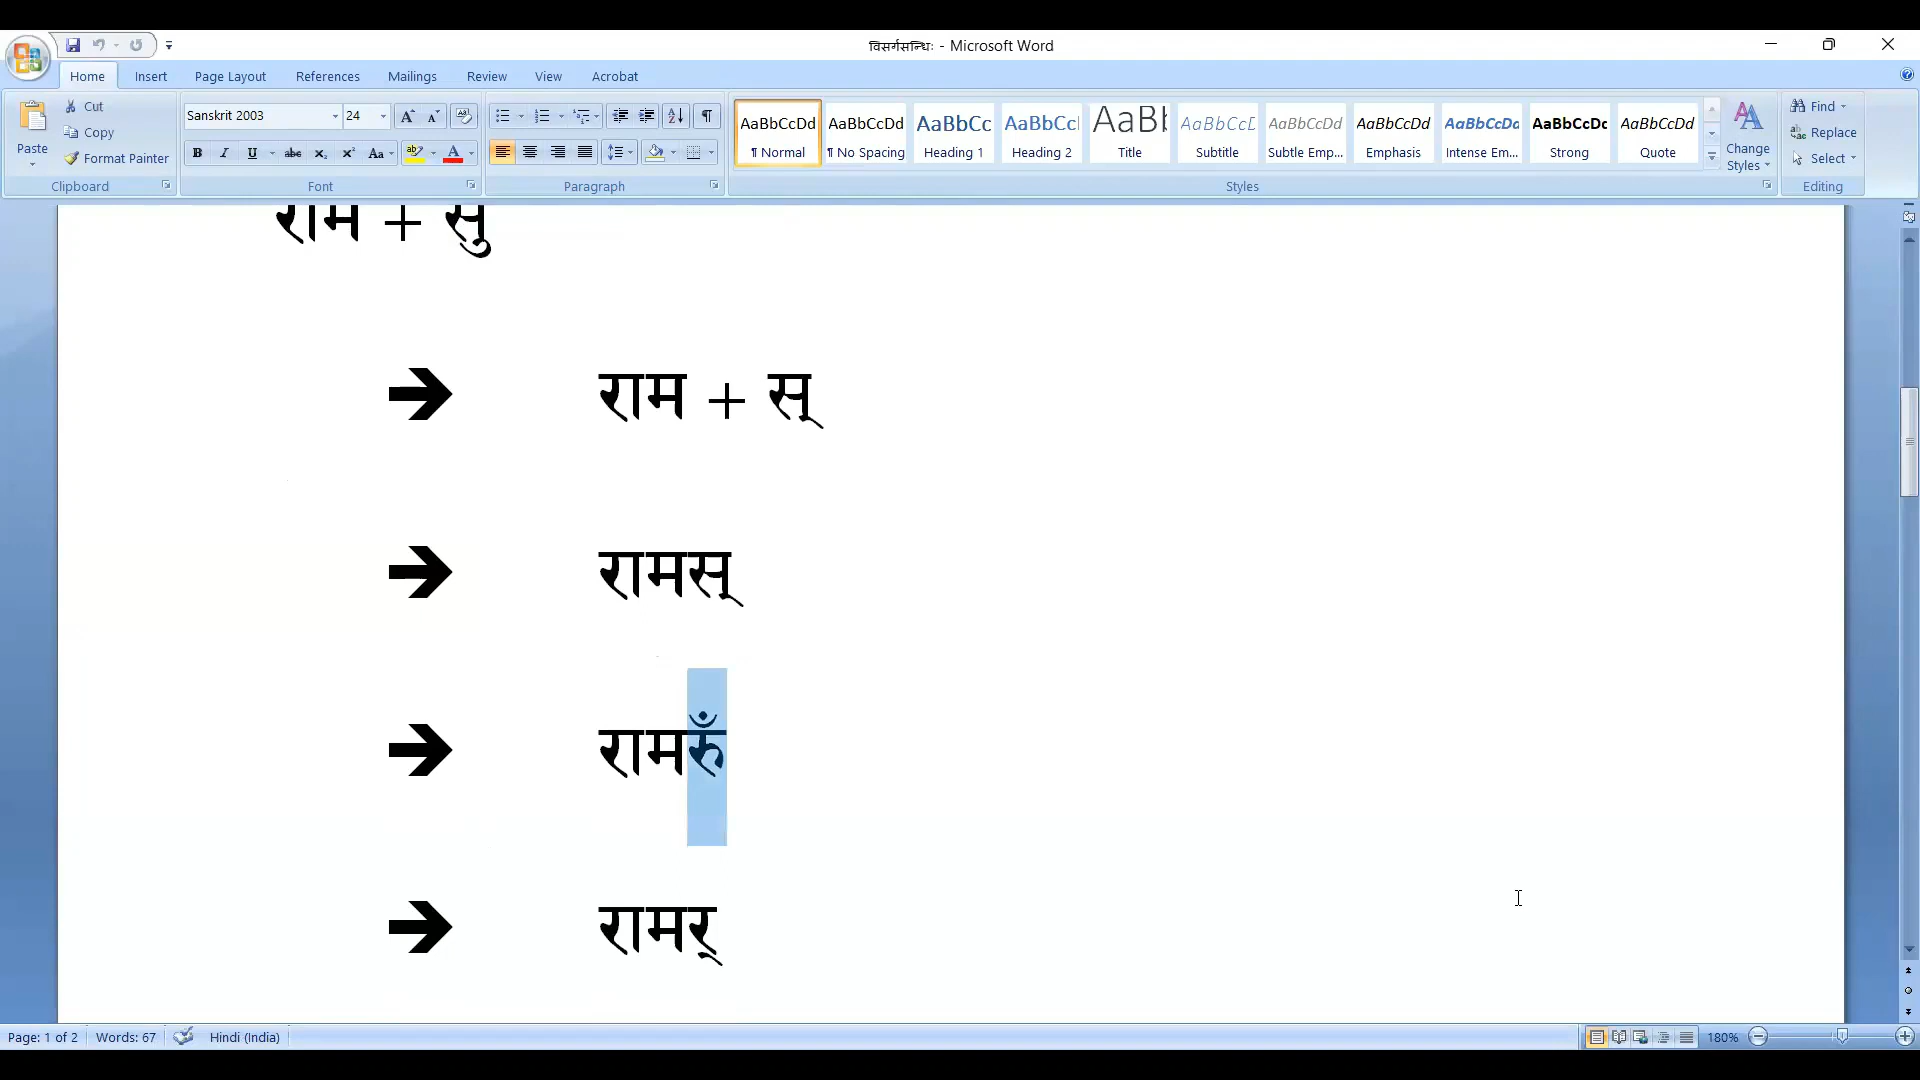 विसर्गसन्धिः - Microsoft Word
Home Insert Page Layout References Mailings Review View Acrobat
Paste Cut Copy Format Painter
Clipboard
Sanskrit 2003 24
Font
Paragraph
AaBbCcDd AaBbCcDd AaBbCc AaBbCc AaB AaBbCcD AaBbCcDd AaBbCcDd AaBbCcDd AaBbCcDc AaBbCcDd
¶ Normal ¶ No Spacing Heading 1 Heading 2 Title Subtitle Subtle Emp... Emphasis Intense Em... Strong Quote
Change Styles
Styles
Find
Replace
Select
Editing
राम + सु
➔ राम + स्
➔ रामस्
➔ रामरुँ
➔ रामर्
Page: 1 of 2 Words: 67 Hindi (India) 180%